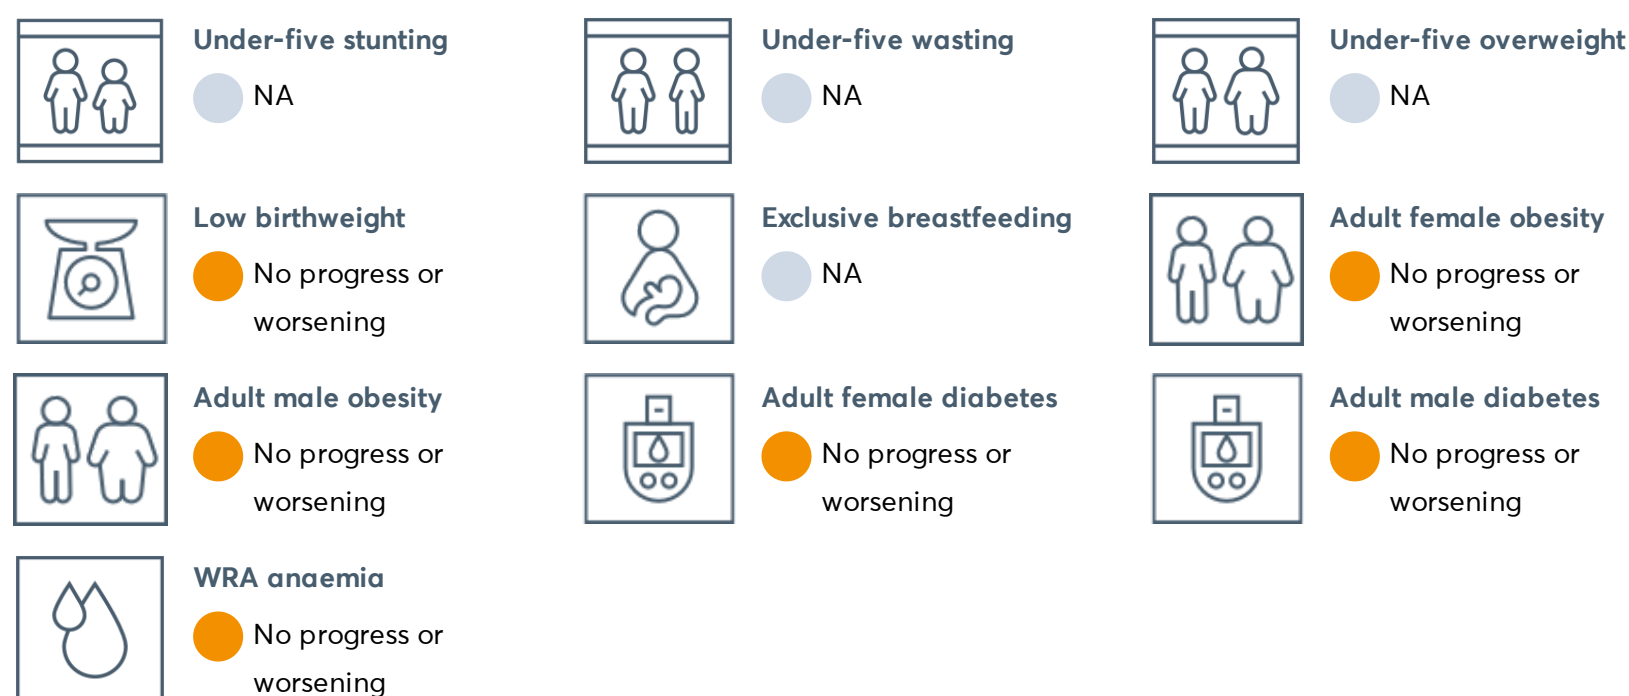 Under-five stunting
NA
Under-five wasting
NA
Under-five overweight
NA
Low birthweight
No progress or
worsening
Exclusive breastfeeding
NA
Adult female obesity
No progress or
worsening
Adult male obesity
No progress or
worsening
Adult female diabetes
No progress or
worsening
Adult male diabetes
No progress or
worsening
WRA anaemia
No progress or
worsening